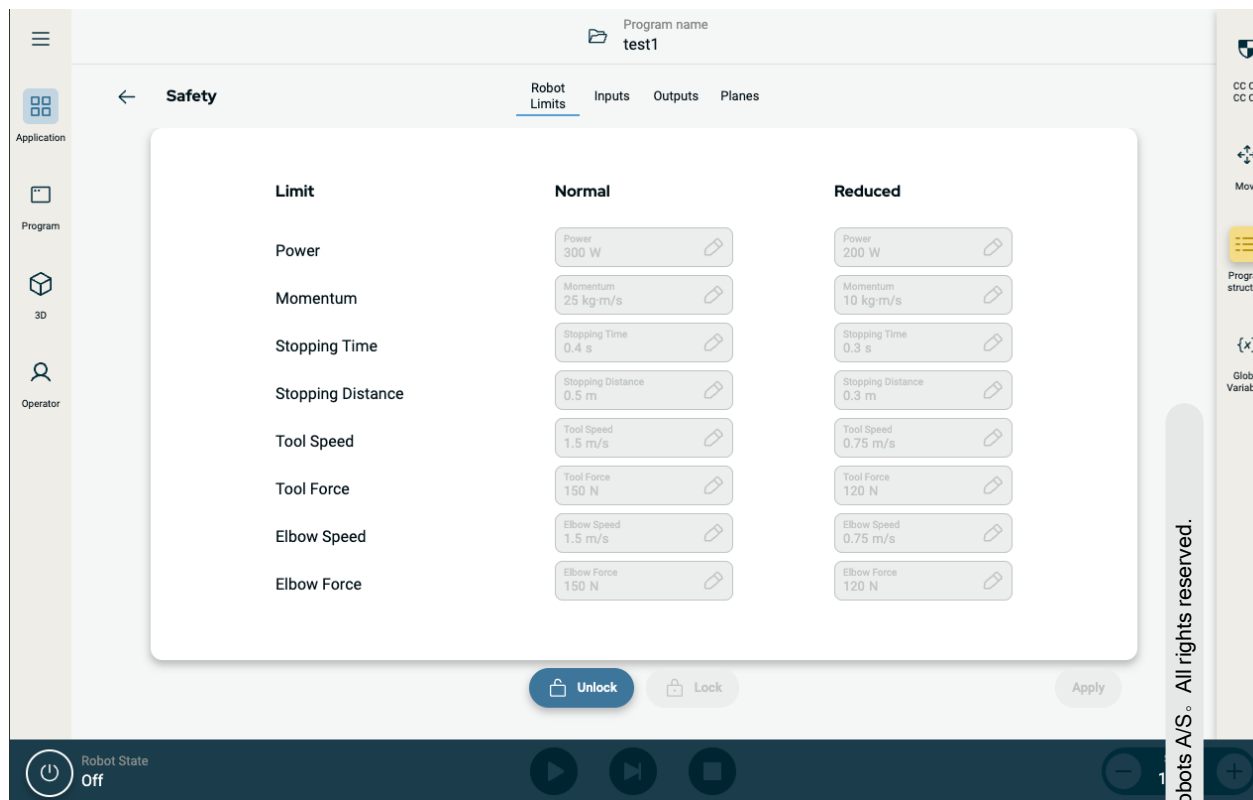 Program name
test1
Safety
Robot
Limits
Inputs
Outputs
Planes
Application
Program
3D
Operator
Limit Normal Reduced
Power
Power
300 W
Power
200 W
Momentum
Momentum
25 kg·m/s
Momentum
10 kg·m/s
Stopping Time
Stopping Time
0.4 s
Stopping Time
0.3 s
Stopping Distance
Stopping Distance
0.5 m
Stopping Distance
0.3 m
Tool Speed
Tool Speed
1.5 m/s
Tool Speed
0.75 m/s
Tool Force
Tool Force
150 N
Tool Force
120 N
Elbow Speed
Elbow Speed
1.5 m/s
Elbow Speed
0.75 m/s
Elbow Force
Elbow Force
150 N
Elbow Force
120 N
Unlock
Lock
Apply
Robot State
Off
A/S。 All rights reserved.